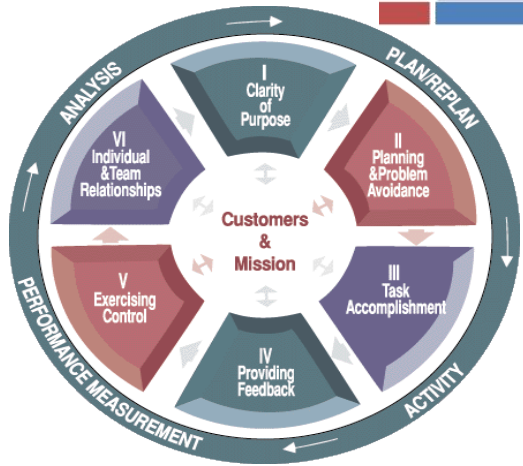 ANALYSIS
PLAN/REPLAN
I
Clarity
of
Purpose
VI
Individual
&Team
Relationships
II
Planning
&Problem
Avoidance
Customers
&
Mission
V
Exercising
Control
III
Task
Accomplishment
IV
Providing
Feedback
PERFORMANCE MEASUREMENT
ACTIVITY